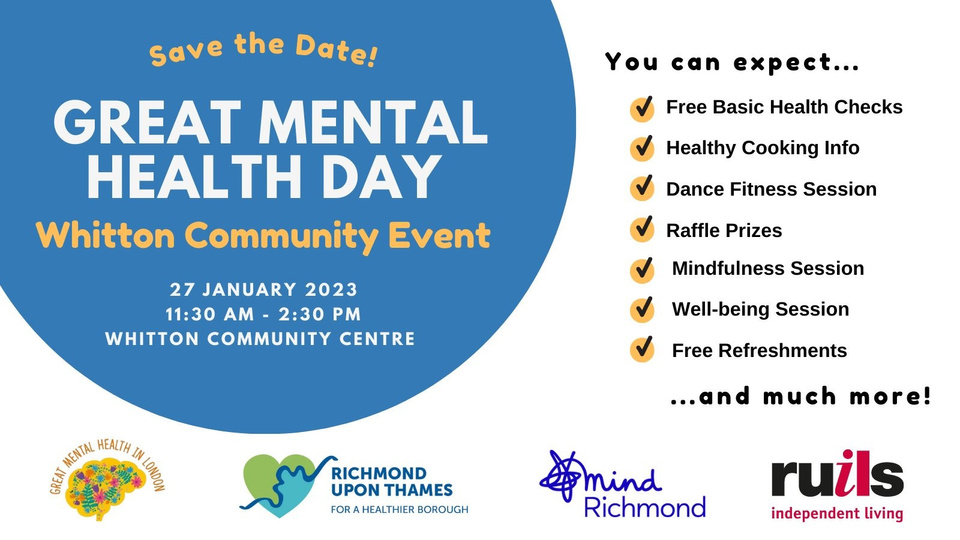 Save the Date!
GREAT MENTAL
HEALTH DAY
Whitton Community Event
27 JANUARY 2023
11:30 AM - 2:30 PM
WHITTON COMMUNITY CENTRE
You can expect...
Free Basic Health Checks
Healthy Cooking Info
Dance Fitness Session
Raffle Prizes
Mindfulness Session
Well-being Session
Free Refreshments
...and much more!
GREAT MENTAL HEALTH IN LONDON
RICHMOND
UPON THAMES
FOR A HEALTHIER BOROUGH
mind
Richmond
ruils
independent living